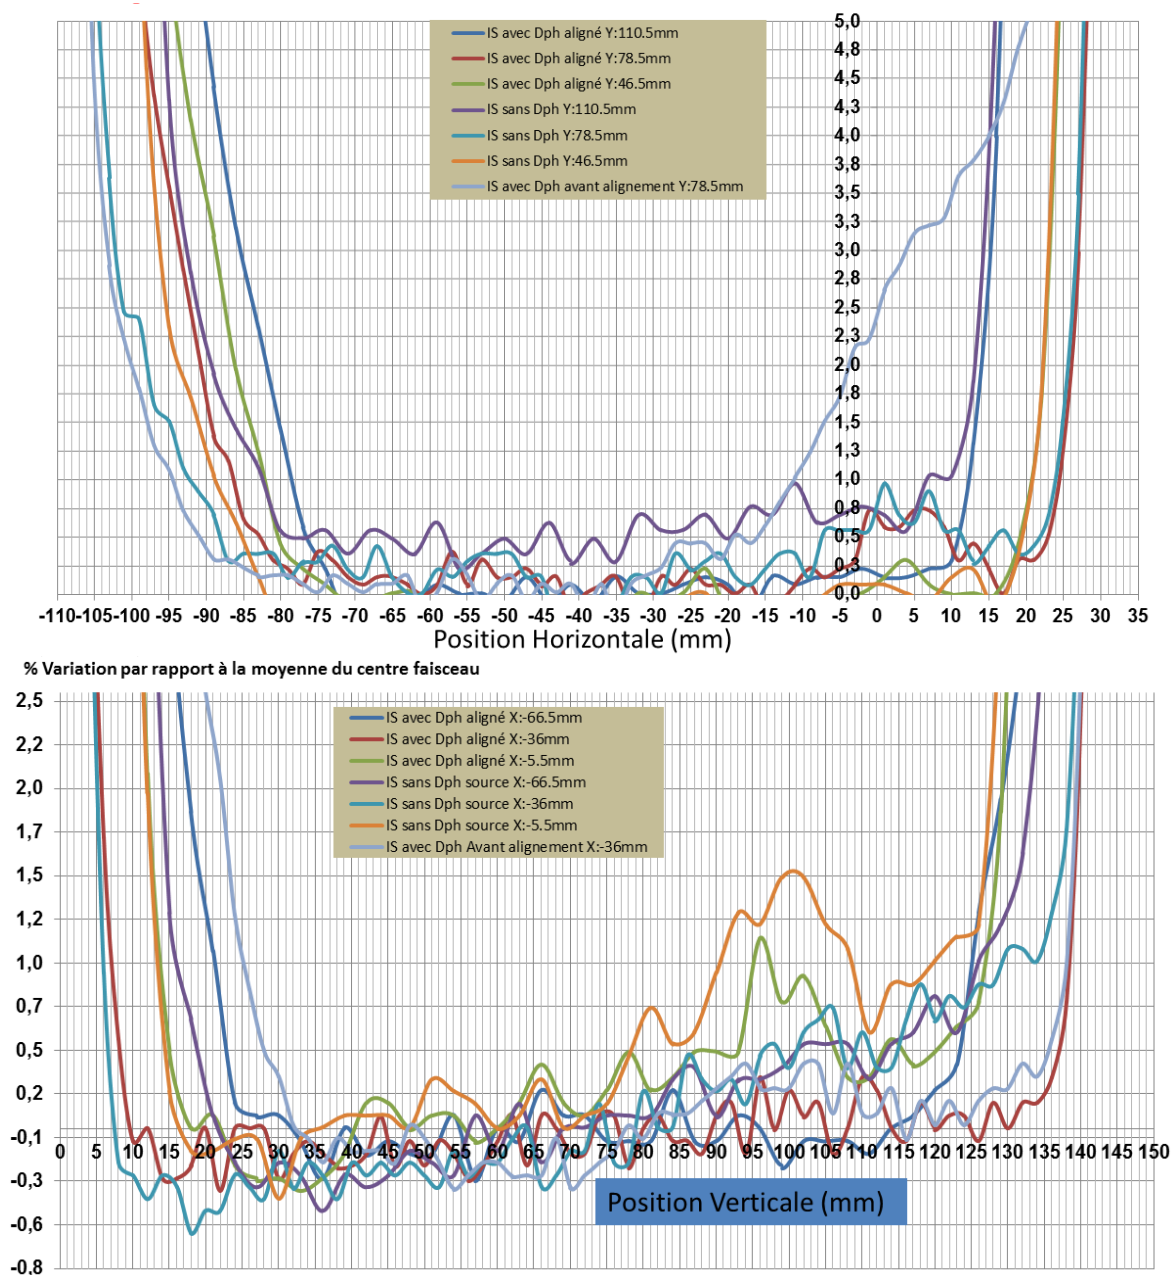 5,0
IS avec Dph aligné Y:110.5mm
4,8
IS avec Dph aligné Y:78.5mm
4,5
IS avec Dph aligné Y:46.5mm
4,3
IS sans Dph Y:110.5mm
4,0
IS sans Dph Y:78.5mm
3,8
IS sans Dph Y:46.5mm
3,5
IS avec Dph avant alignement Y:78.5mm
3,3
3,0
2,8
2,5
2,3
2,0
1,8
1,5
1,3
1,0
0,8
0,5
0,3
0,0
-110 -105 -100 -95 -90 -85 -80 -75 -70 -65 -60 -55 -50 -45 -40 -35 -30 -25 -20 -15 -10 -5 0 5 10 15 20 25 30 35
Position Horizontale (mm)
% Variation par rapport à la moyenne du centre faisceau
2,5
IS avec Dph aligné X:-66.5mm
IS avec Dph aligné X:-36mm
2,2
IS avec Dph aligné X:-5.5mm
IS sans Dph source X:-66.5mm
2,0
IS sans Dph source X:-36mm
IS sans Dph source X:-5.5mm
1,7
IS avec Dph Avant alignement X:-36mm
1,5
1,2
1,0
0,7
0,5
0,2
-0,1
0 5 10 15 20 25 30 35 40 45 50 55 60 65 70 75 80 85 90 95 100 105 110 115 120 125 130 135 140 145 150
-0,3
Position Verticale (mm)
-0,6
-0,8